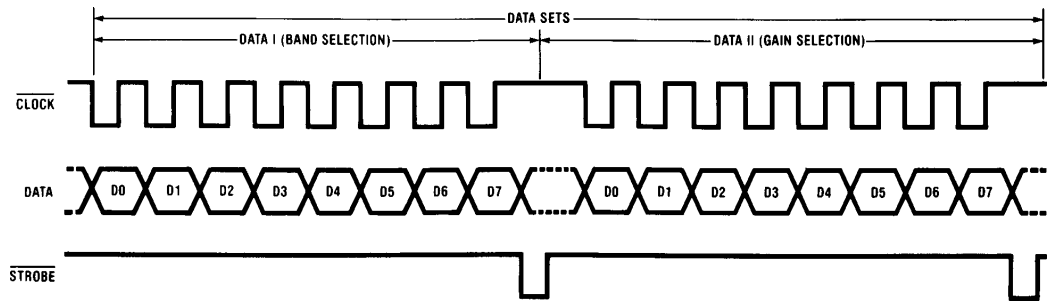 DATA SETS
DATA I (BAND SELECTION) DATA II (GAIN SELECTION)
CLOCK
DATA D0 D1 D2 D3 D4 D5 D6 D7 D0 D1 D2 D3 D4 D5 D6 D7
STROBE